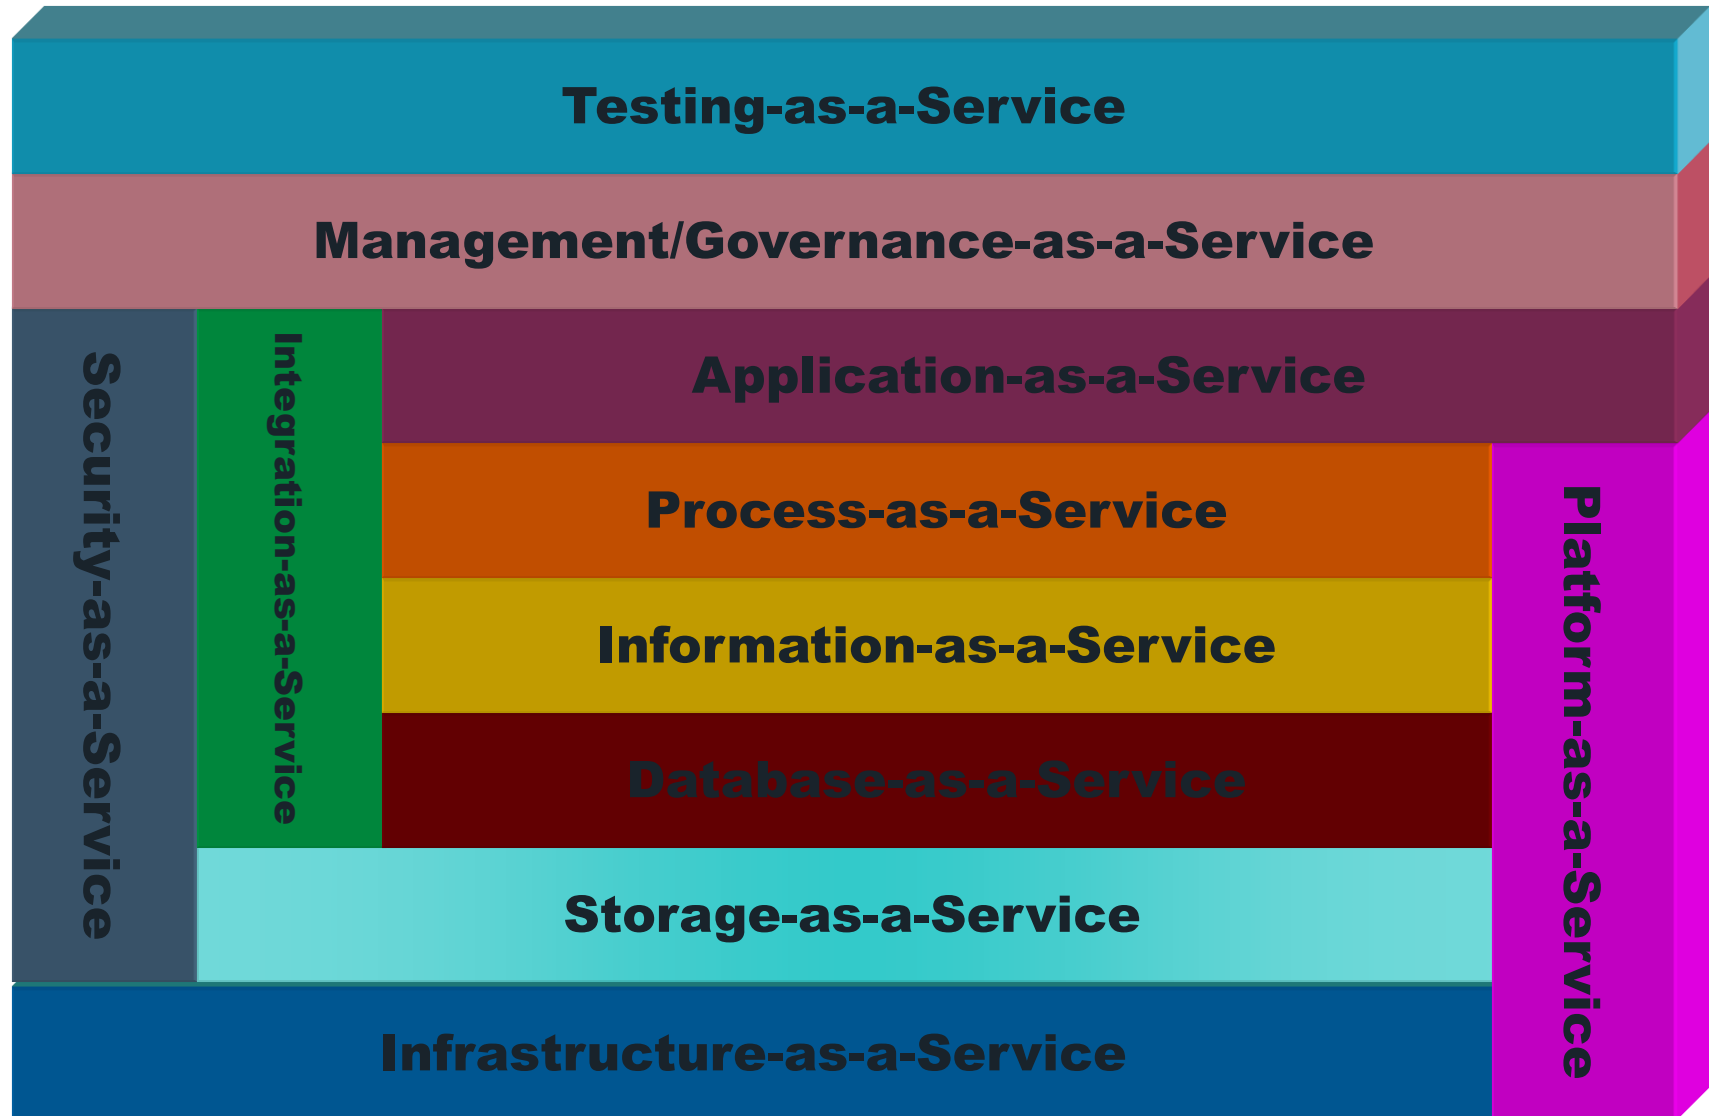 Testing-as-a-Service
Management/Governance-as-a-Service
Security-as-a-Service
Integration-as-a-Service
Application-as-a-Service
Process-as-a-Service
Information-as-a-Service
Database-as-a-Service
Platform-as-a-Service
Storage-as-a-Service
Infrastructure-as-a-Service